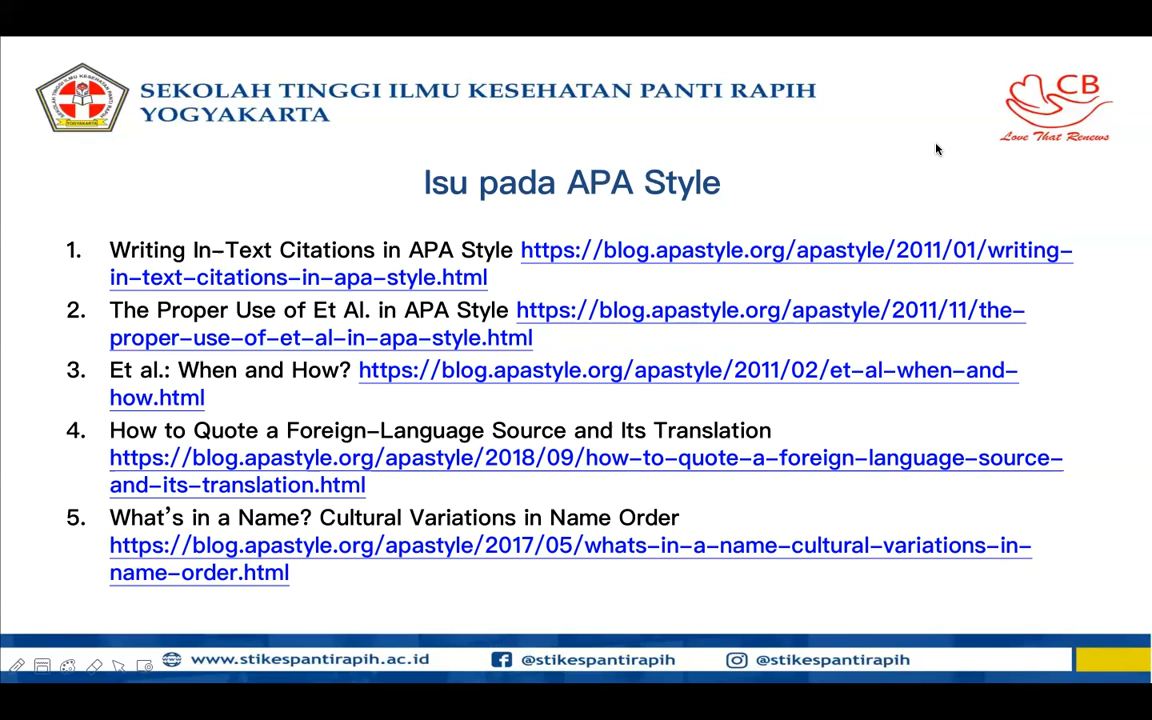 SEKOLAH TINGGI ILMU KESEHATAN PANTI RAPIH
YOGYAKARTA
CB
Love That Renews
YOGYAKARTA
Isu pada APA Style
1. Writing In-Text Citations in APA Style https://blog.apastyle.org/apastyle/2011/01/writing-
in-text-citations-in-apa-style.html
2. The Proper Use of Et Al. in APA Style https://blog.apastyle.org/apastyle/2011/11/the-
proper-use-of-et-al-in-apa-style.html
3. Et al.: When and How? https://blog.apastyle.org/apastyle/2011/02/et-al-when-and-
how.html
4. How to Quote a Foreign-Language Source and Its Translation
https://blog.apastyle.org/apastyle/2018/09/how-to-quote-a-foreign-language-source-
and-its-translation.html
5. What's in a Name? Cultural Variations in Name Order
https://blog.apastyle.org/apastyle/2017/05/whats-in-a-name-cultural-variations-in-
name-order.html
www.stikespantirapih.ac.id @stikespantirapih @stikespantirapih